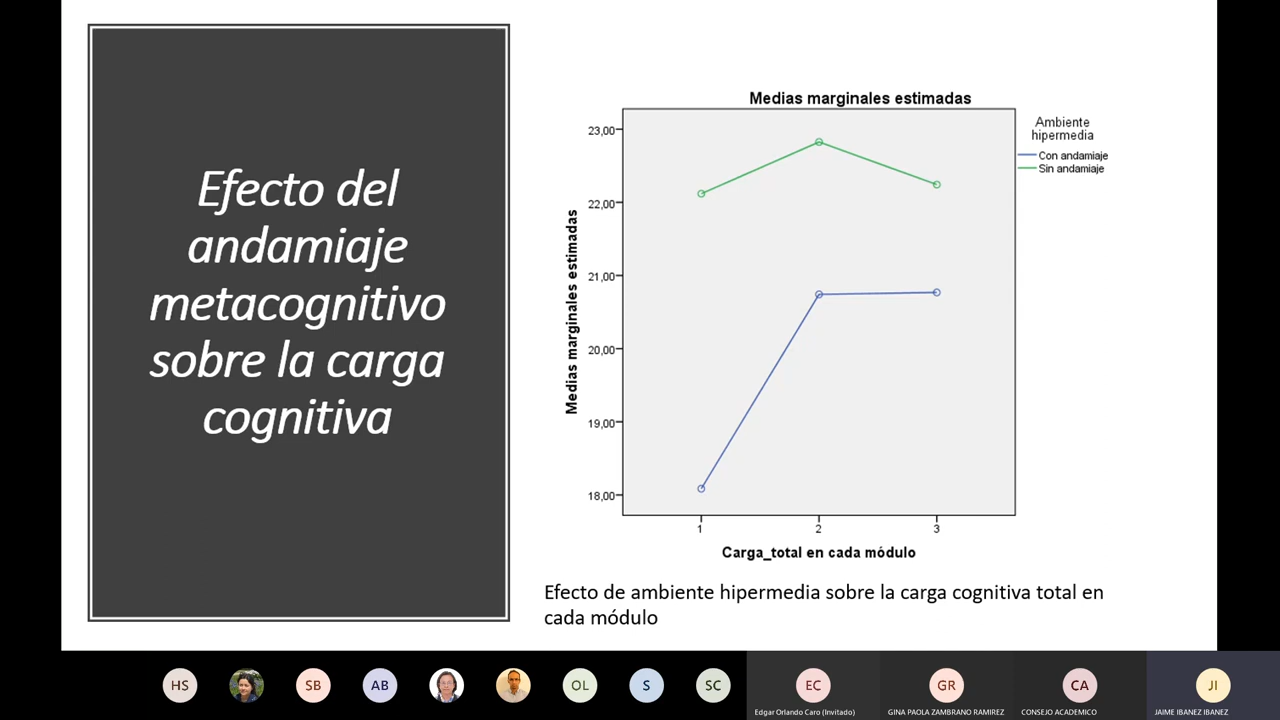 Efecto del
andamiaje
metacognitivo
sobre la carga
cognitiva
Medias marginales estimadas
Medias marginales estimadas
23,00
22,00
21,00
20,00
19,00
18,00
1
2
3
Carga_total en cada módulo
Ambiente
hipermedia
Con andamiaje
Sin andamiaje
Efecto de ambiente hipermedia sobre la carga cognitiva total en
cada módulo
HS
SB
AB
OL
S
SC
EC
GR
CA
JI
Edgar Orlando Caro (Invitado)
GINA PAOLA ZAMBRANO RAMIREZ
CONSEJO ACADEMICO
JAIME IBANEZ IBANEZ